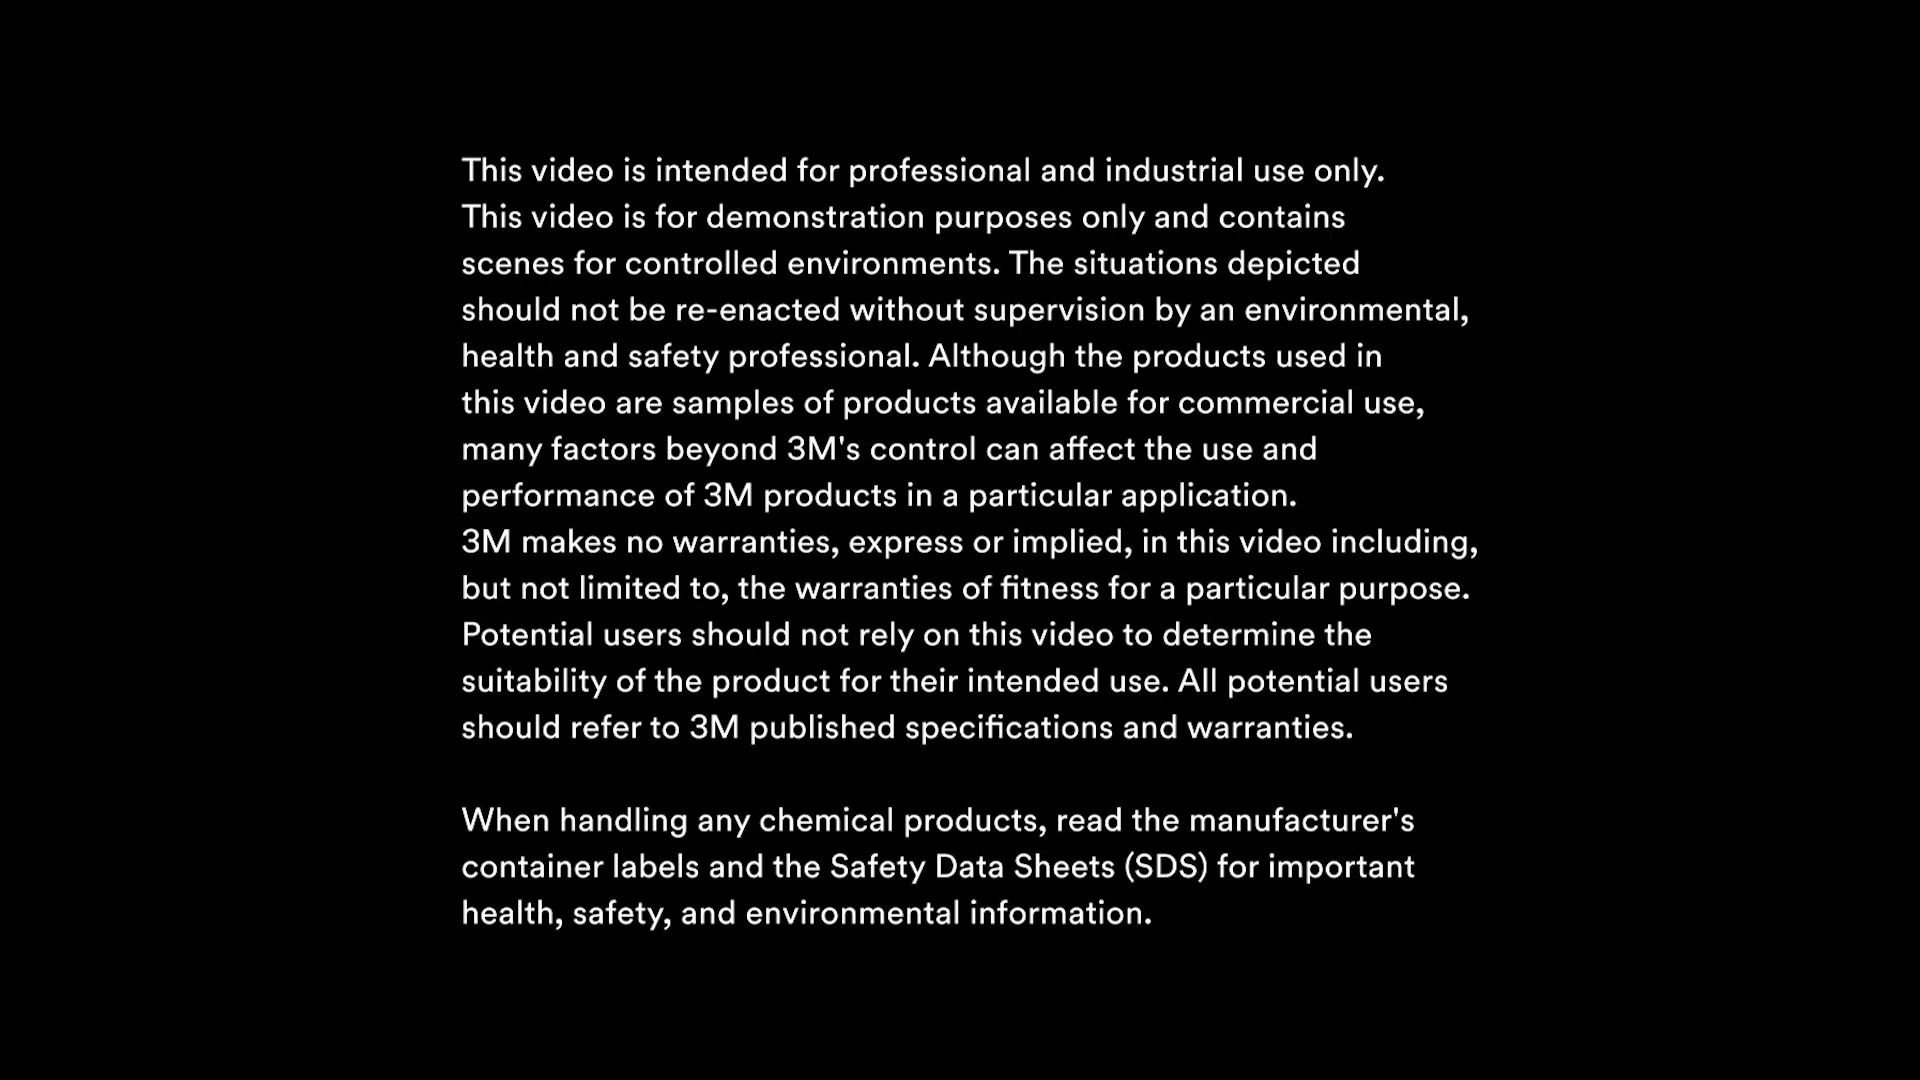 This video is intended for professional and industrial use only.
This video is for demonstration purposes only and contains
scenes for controlled environments. The situations depicted
should not be re-enacted without supervision by an environmental,
health and safety professional. Although the products used in
this video are samples of products available for commercial use,
many factors beyond 3M's control can affect the use and
performance of 3M products in a particular application.
3M makes no warranties, express or implied, in this video including,
but not limited to, the warranties of fitness for a particular purpose.
Potential users should not rely on this video to determine the
suitability of the product for their intended use. All potential users
should refer to 3M published specifications and warranties.
When handling any chemical products, read the manufacturer's
container labels and the Safety Data Sheets (SDS) for important
health, safety, and environmental information.